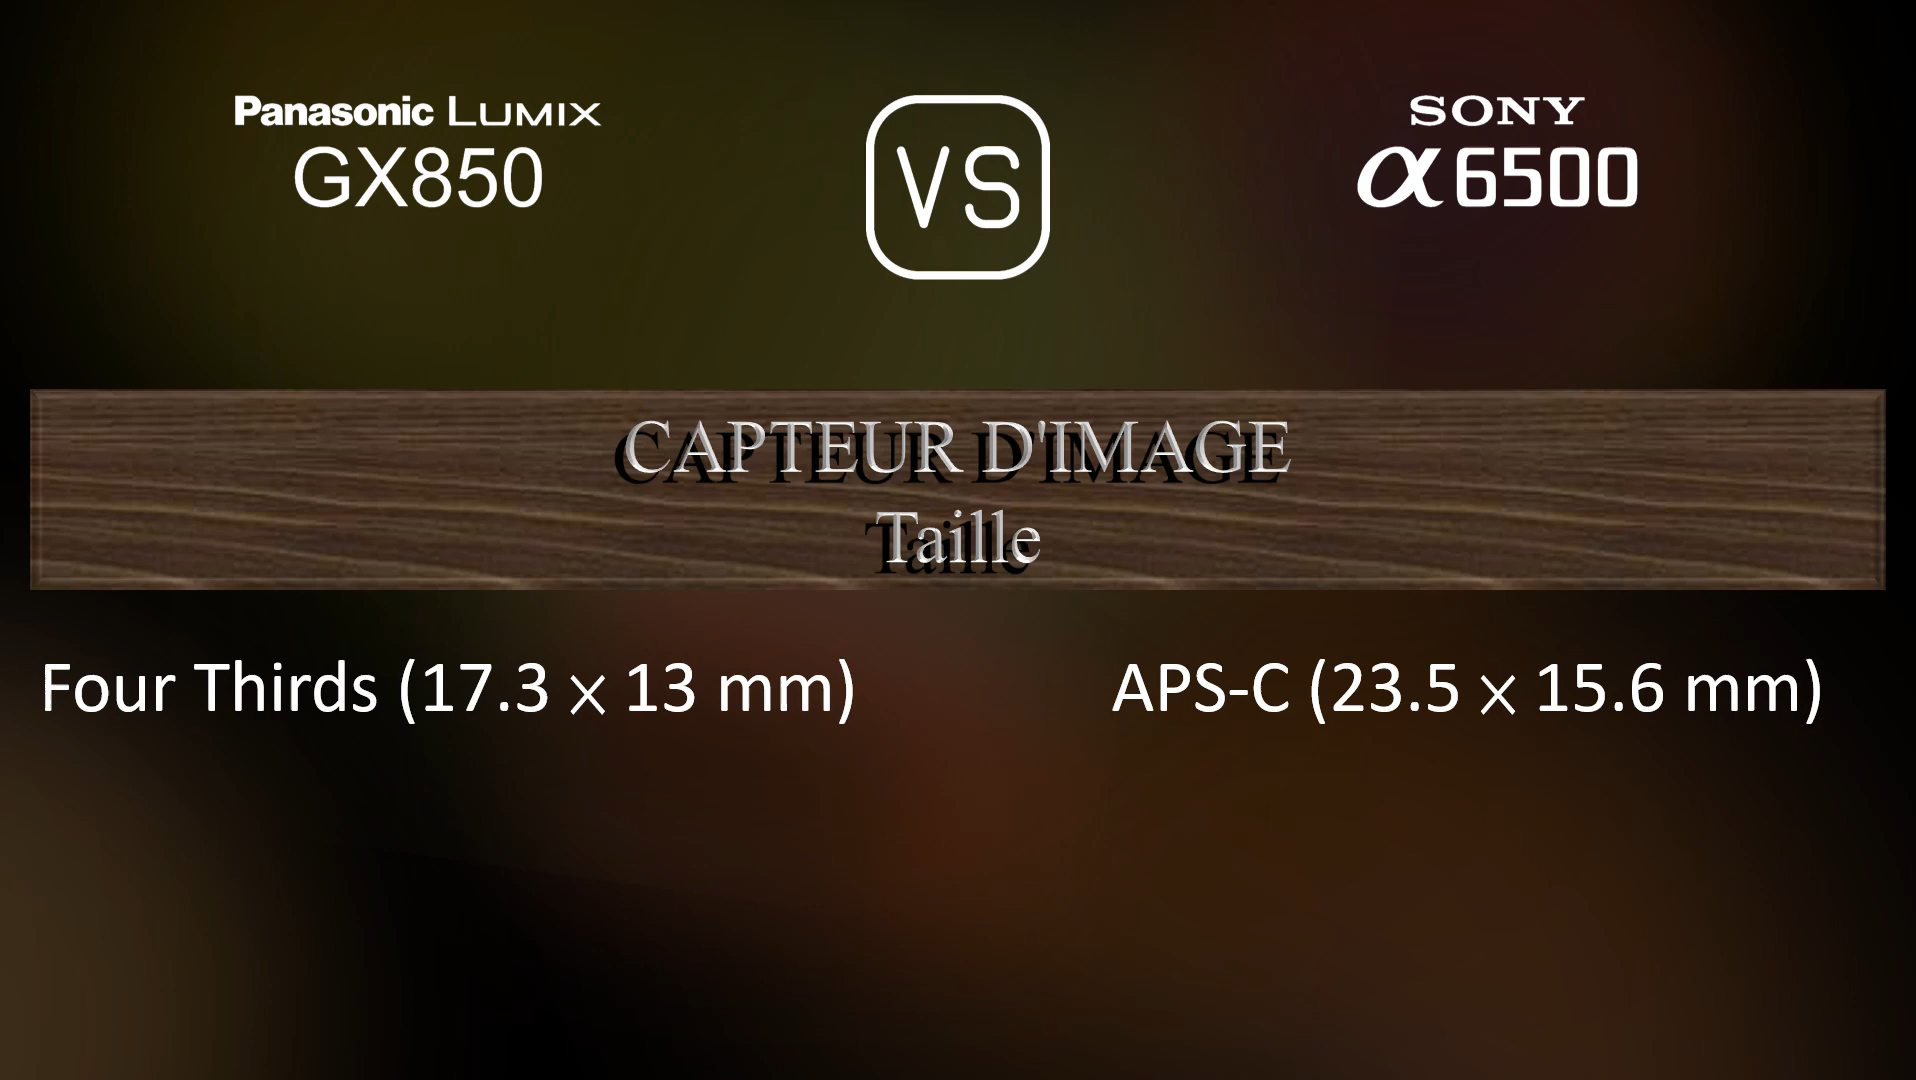 Panasonic LUMIX
GX850
VS
SONY
α6500
CAPTEUR D'IMAGE
Taille
Four Thirds (17.3 x 13 mm)
APS-C (23.5 x 15.6 mm)